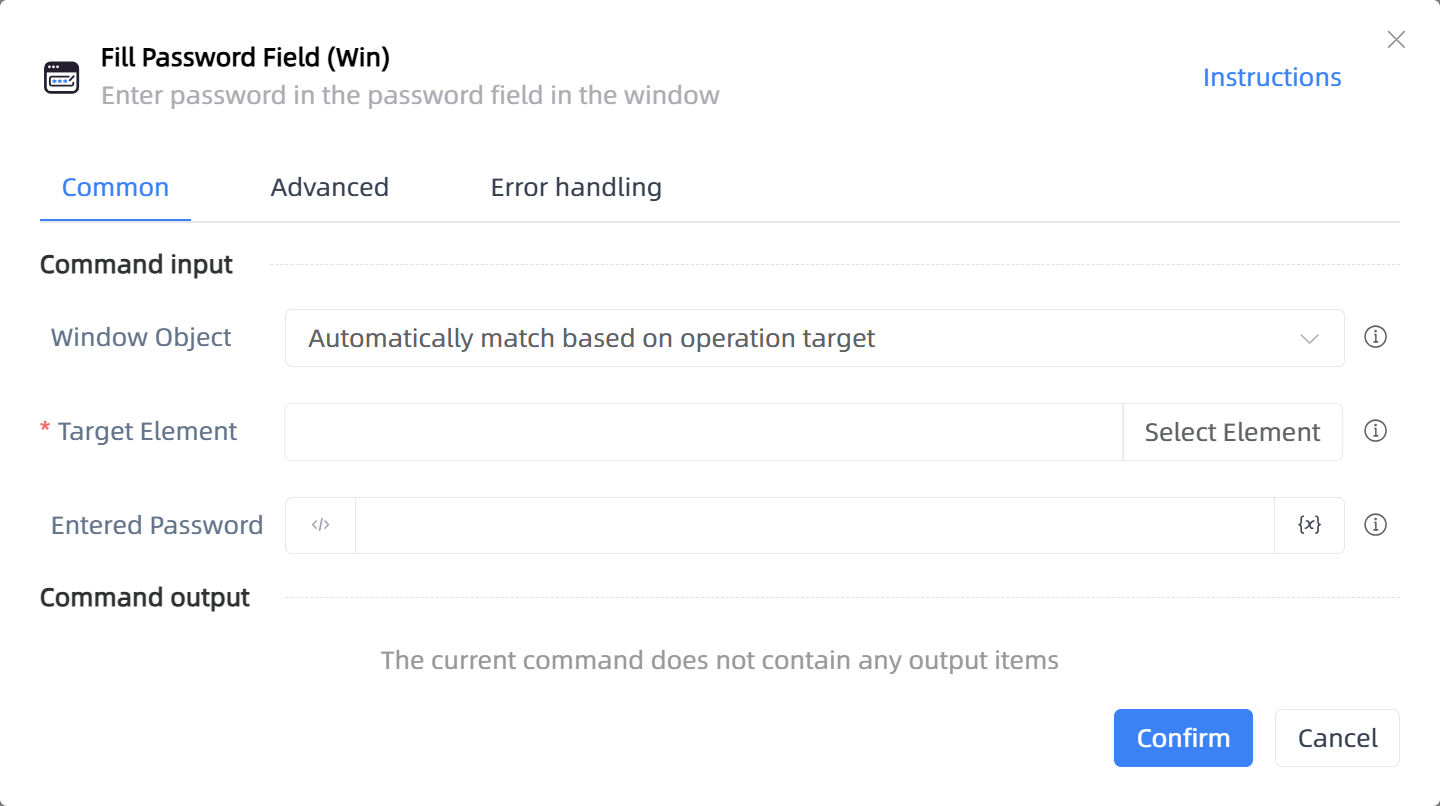 Fill Password Field (Win)
Enter password in the password field in the window
Instructions
Common Advanced Error handling
Command input
Window Object Automatically match based on operation target
* Target Element Select Element
Entered Password </> {x}
Command output
The current command does not contain any output items
Confirm Cancel